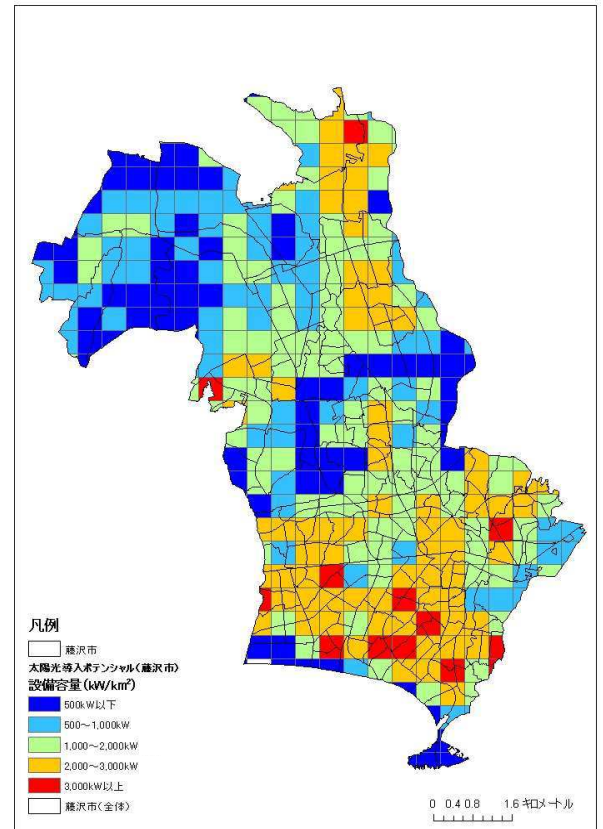 凡例
藤沢市
太陽光導入ポテンシャル(藤沢市)
設備容量(kW/km²)
500kW以下
500～1,000kW
1,000～2,000kW
2,000～3,000kW
3,000kW以上
藤沢市(全体)
0 0.40.8 1.6 キロメートル